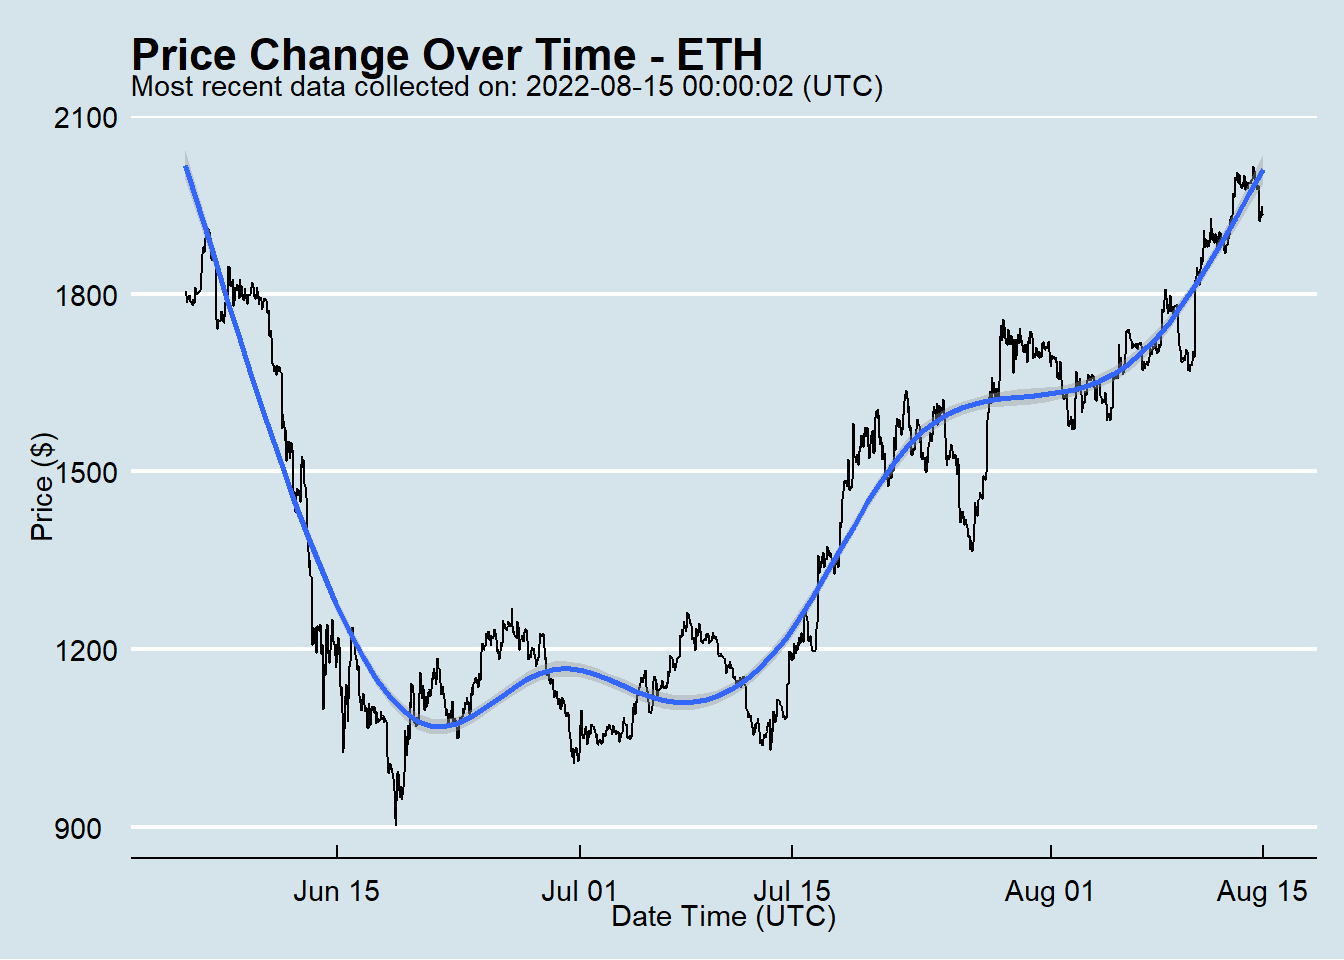 Price Change Over Time - ETH
Most recent data collected on: 2022-08-15 00:00:02 (UTC)
2100
1800
1500
1200
900
Price ($)
Jun 15
Jul 01
Jul 15
Aug 01
Aug 15
Date Time (UTC)